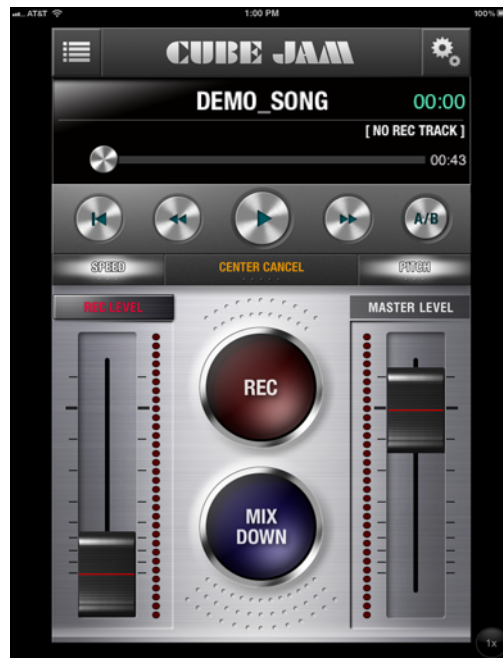 AT&T 1:00 PM 100%
CUBE JAM
DEMO_SONG 00:00
[ NO REC TRACK ]
00:43
A/B
SPEED CENTER CANCEL PITCH
REC LEVEL MASTER LEVEL
REC
MIX
DOWN
1x